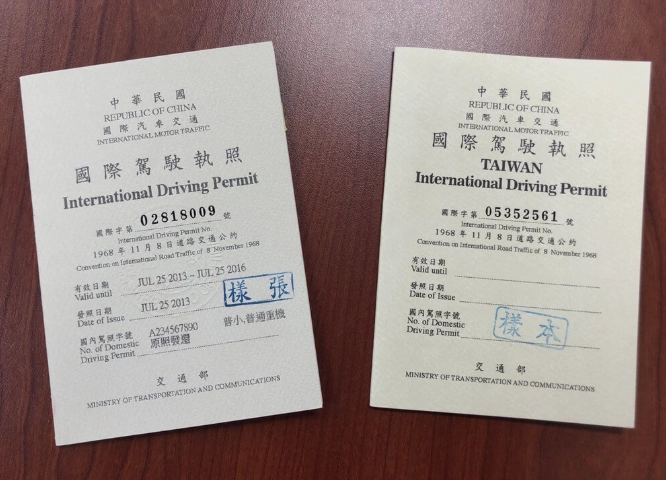 中華民國
REPUBLIC OF CHINA
國際汽車交通
INTERNATIONAL MOTOR TRAFFIC
國際駕駛執照
International Driving Permit
國際字第 02818009 號
International Driving Permit No.
1968 年 11 月 8 日道路交通公約
Convention on International Road Traffic of 8 November 1968
有效日期
Valid until JUL 25 2013 – JUL 25 2016
發照日期
Date of Issue JUL 25 2013
樣張
國內駕照字號
No. of Domestic
Driving Permit
A234567890
原照發還
普小,普通重機
交通部
MINISTRY OF TRANSPORTATION AND COMMUNICATIONS
中華民國
REPUBLIC OF CHINA
國際汽車交通
INTERNATIONAL MOTOR TRAFFIC
國際駕駛執照
TAIWAN
International Driving Permit
國際字第 05352561 號
International Driving Permit No.
1968 年 11 月 8 日道路交通公約
Convention on International Road Traffic of 8 November 1968
有效日期
Valid until
發照日期
Date of Issue
國內駕照字號
No. of Domestic
Driving Permit
樣本
交通部
MINISTRY OF TRANSPORTATION AND COMMUNICATIONS